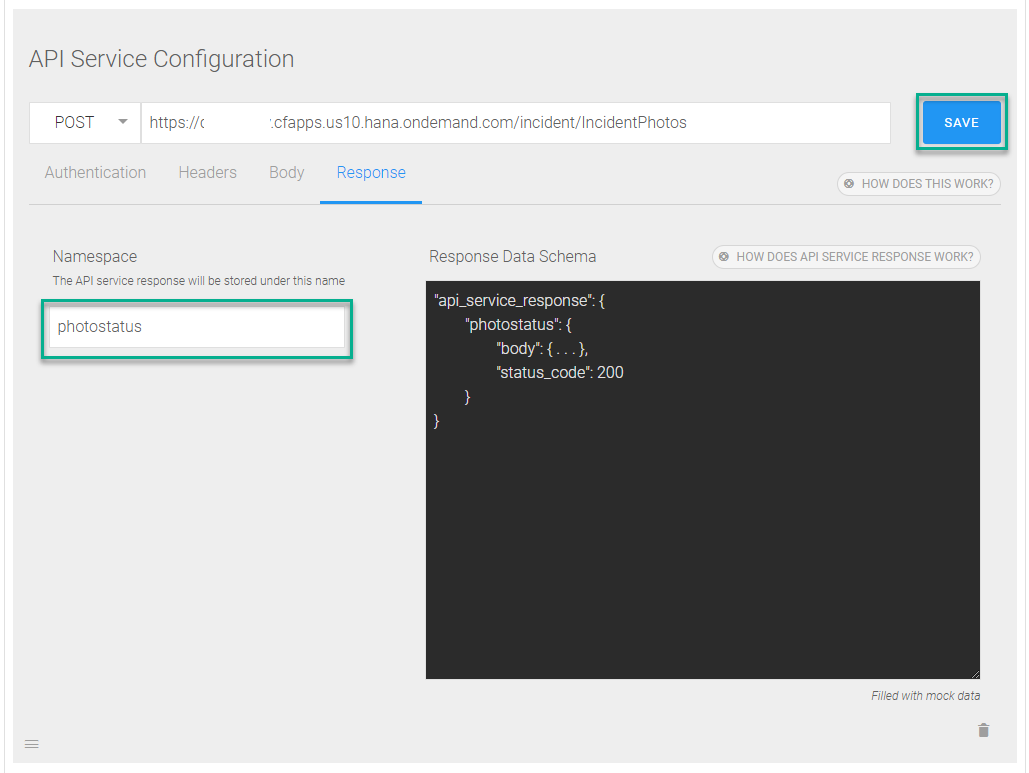 API Service Configuration
POST
https:// .cfapps.us10.hana.ondemand.com/incident/IncidentPhotos
SAVE
Authentication Headers Body Response
HOW DOES THIS WORK?
Namespace
The API service response will be stored under this name
photostatus
Response Data Schema
HOW DOES API SERVICE RESPONSE WORK?
"api_service_response": {
"photostatus": {
"body": { . . . },
"status_code": 200
}
}
Filled with mock data